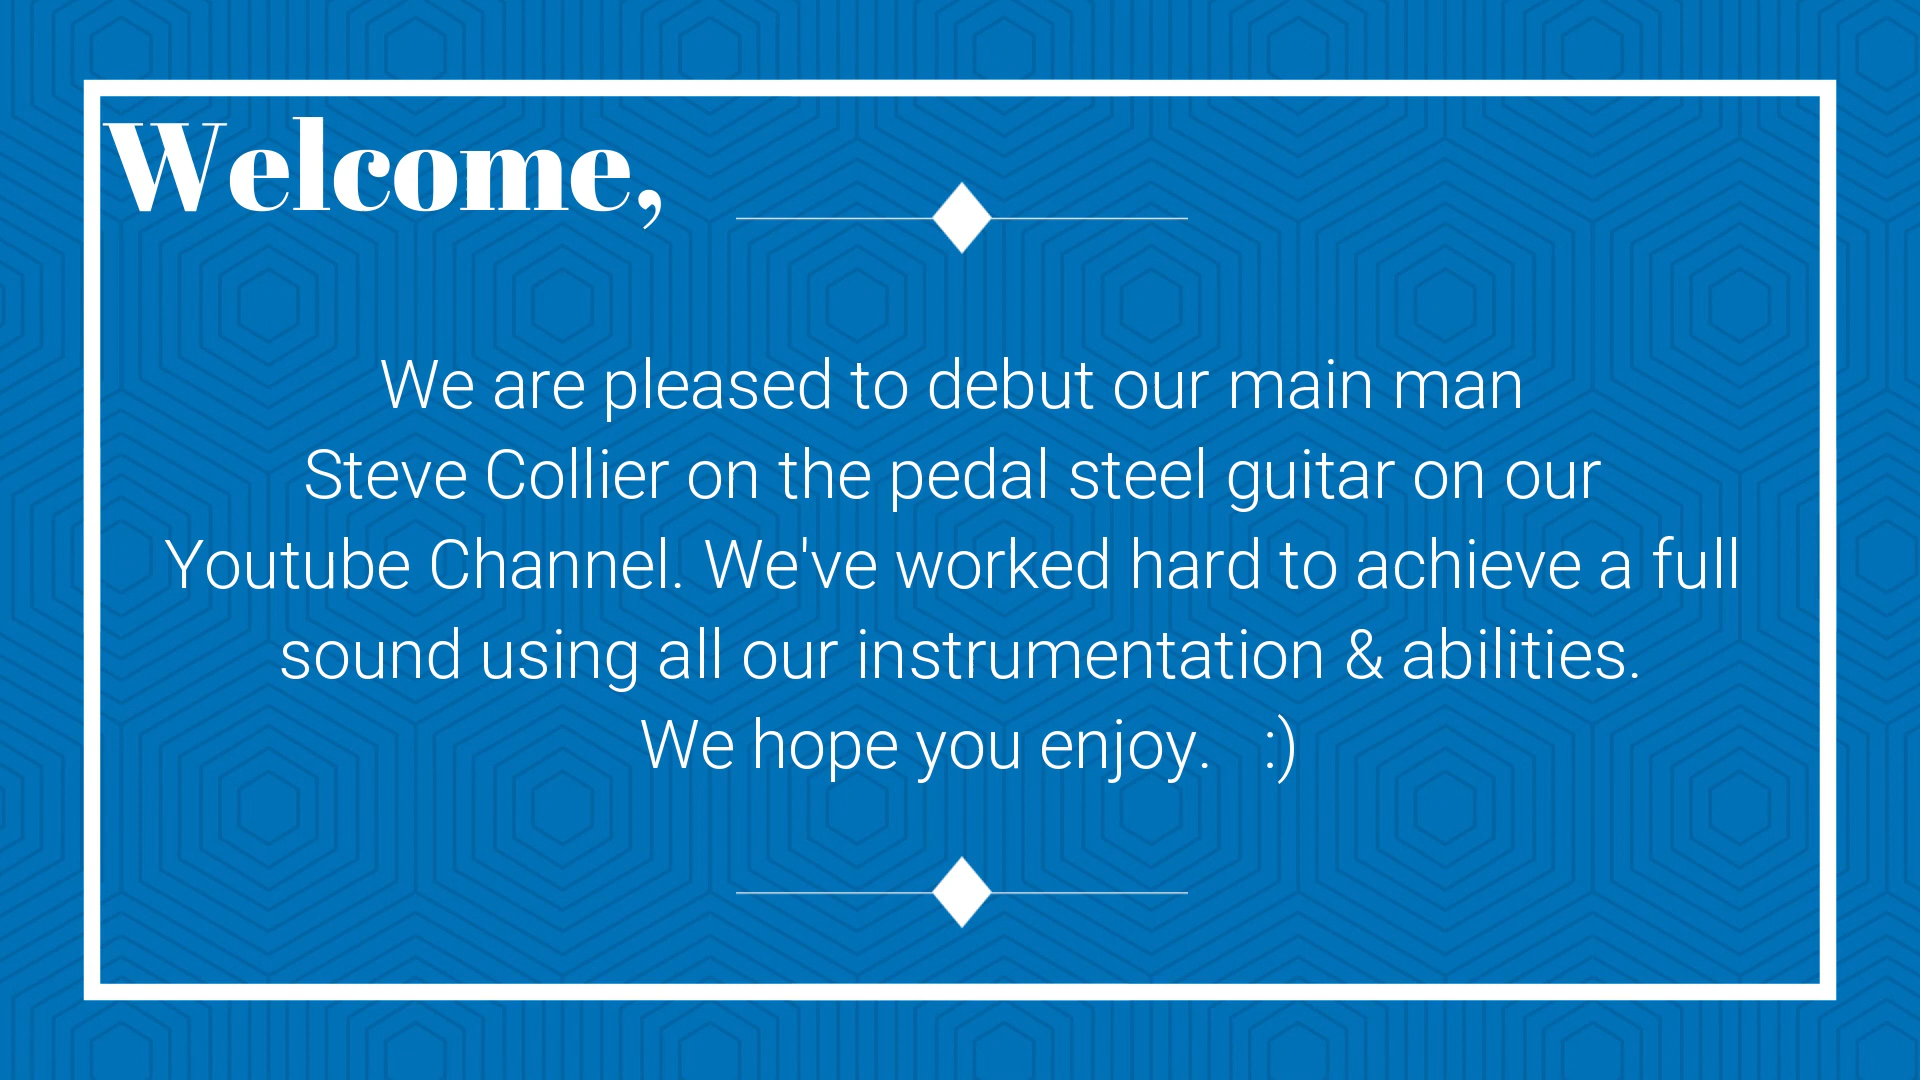 Welcome,
We are pleased to debut our main man
Steve Collier on the pedal steel guitar on our
Youtube Channel. We've worked hard to achieve a full
sound using all our instrumentation & abilities.
We hope you enjoy. :)